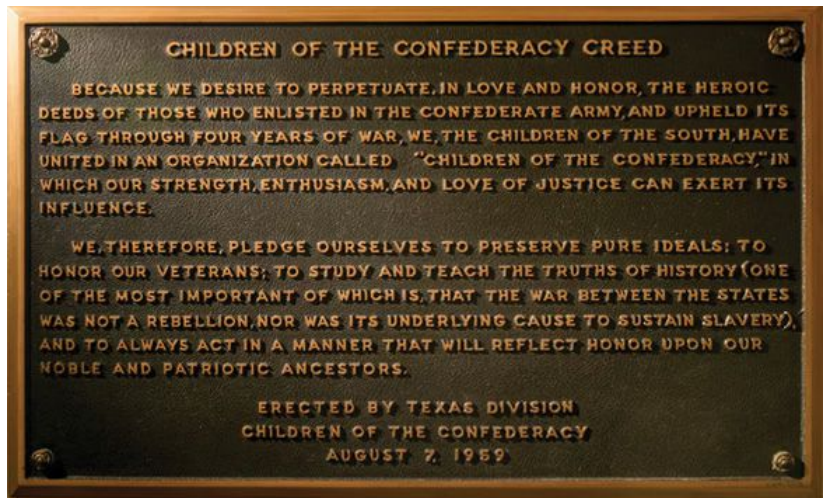 CHILDREN OF THE CONFEDERACY CREED
BECAUSE WE DESIRE TO PERPETUATE, IN LOVE AND HONOR, THE HEROIC
DEEDS OF THOSE WHO ENLISTED IN THE CONFEDERATE ARMY, AND UPHELD ITS
FLAG THROUGH FOUR YEARS OF WAR, WE, THE CHILDREN OF THE SOUTH, HAVE
UNITED IN AN ORGANIZATION CALLED "CHILDREN OF THE CONFEDERACY," IN
WHICH OUR STRENGTH, ENTHUSIASM, AND LOVE OF JUSTICE CAN EXERT ITS
INFLUENCE.
WE, THEREFORE, PLEDGE OURSELVES TO PRESERVE PURE IDEALS; TO
HONOR OUR VETERANS; TO STUDY AND TEACH THE TRUTHS OF HISTORY (ONE
OF THE MOST IMPORTANT OF WHICH IS, THAT THE WAR BETWEEN THE STATES
WAS NOT A REBELLION, NOR WAS ITS UNDERLYING CAUSE TO SUSTAIN SLAVERY),
AND TO ALWAYS ACT IN A MANNER THAT WILL REFLECT HONOR UPON OUR
NOBLE AND PATRIOTIC ANCESTORS.
ERECTED BY TEXAS DIVISION
CHILDREN OF THE CONFEDERACY
AUGUST 7, 1959